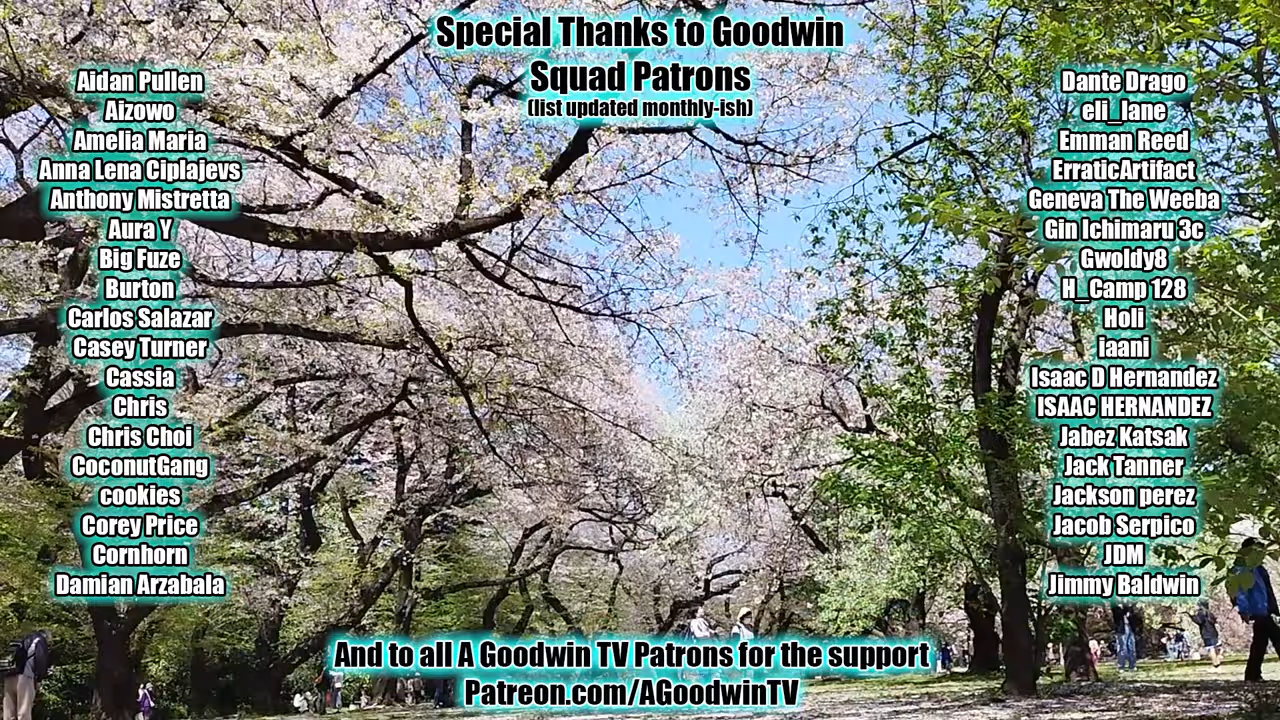 Special Thanks to Goodwin
Squad Patrons
(list updated monthly-ish)
Aidan Pullen
Aizowo
Amelia Maria
Anna Lena Ciplajevs
Anthony Mistretta
Aura Y
Big Fuze
Burton
Carlos Salazar
Casey Turner
Cassia
Chris
Chris Choi
CoconutGang
cookies
Corey Price
Cornhorn
Damian Arzabala
Dante Drago
eli_lane
Emman Reed
ErraticArtifact
Geneva The Weeba
Gin Ichimaru 3c
Gwoldy8
H_Camp 128
Holi
iaani
Isaac D Hernandez
ISAAC HERNANDEZ
Jabez Katsak
Jack Tanner
Jackson perez
Jacob Serpico
JDM
Jimmy Baldwin
And to all A Goodwin TV Patrons for the support
Patreon.com/AGoodwinTV